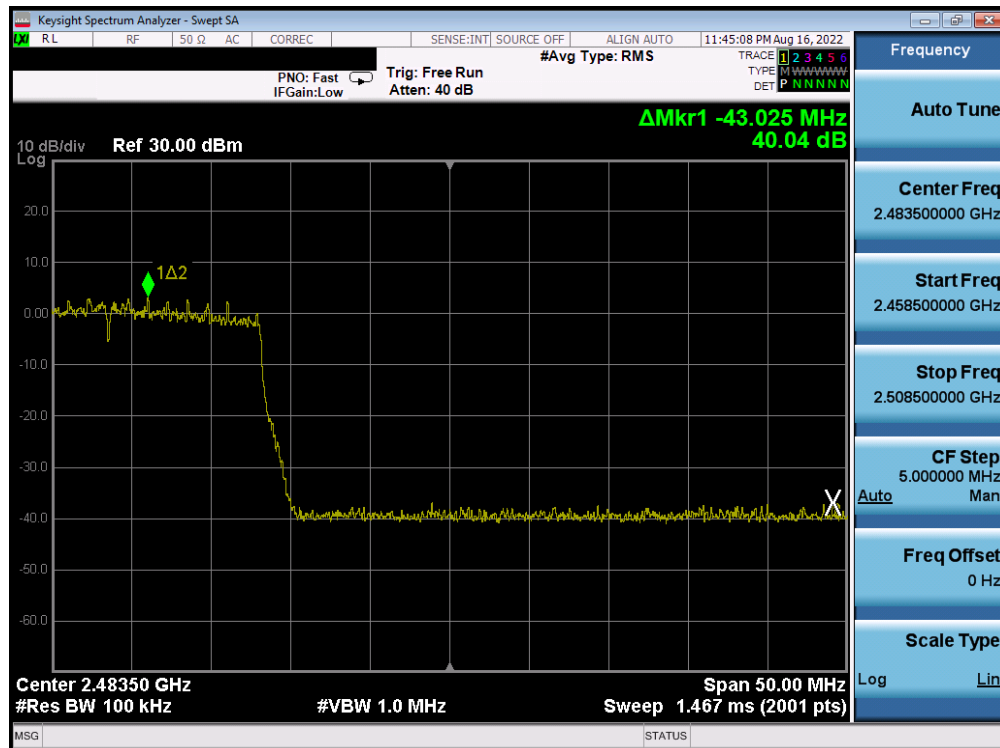 Keysight Spectrum Analyzer - Swept SA
LXI RL RF 50 Ω AC CORREC SENSE:INT SOURCE OFF ALIGN AUTO 11:45:08 PM Aug 16, 2022
#Avg Type: RMS
TRACE 1 2 3 4 5 6
TYPE M W W W W W
DET P N N N N N
PNO: Fast
IFGain:Low
Trig: Free Run
Atten: 40 dB
ΔMkr1 -43.025 MHz
40.04 dB
10 dB/div Ref 30.00 dBm
Log
20.0
10.0
1Δ2
0.00
-10.0
-20.0
-30.0
X
-40.0
-50.0
-60.0
Center 2.48350 GHz Span 50.00 MHz
#Res BW 100 kHz #VBW 1.0 MHz Sweep 1.467 ms (2001 pts)
MSG STATUS
Frequency
Auto Tune
Center Freq
2.483500000 GHz
Start Freq
2.458500000 GHz
Stop Freq
2.508500000 GHz
CF Step
5.000000 MHz
Auto Man
Freq Offset
0 Hz
Scale Type
Log Lin